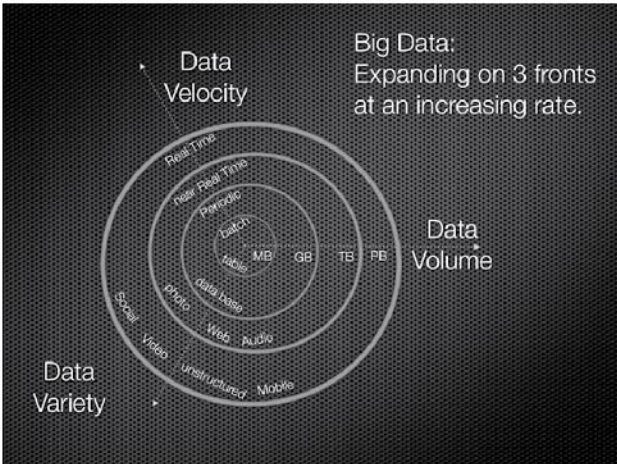 Big Data:
Expanding on 3 fronts
at an increasing rate.
Data
Velocity
Real Time
near Real Time
Periodic
batch
MB GB TB PB
Data
Volume
table
data base
photo Web Audio
Social Video unstructured Mobile
Data
Variety